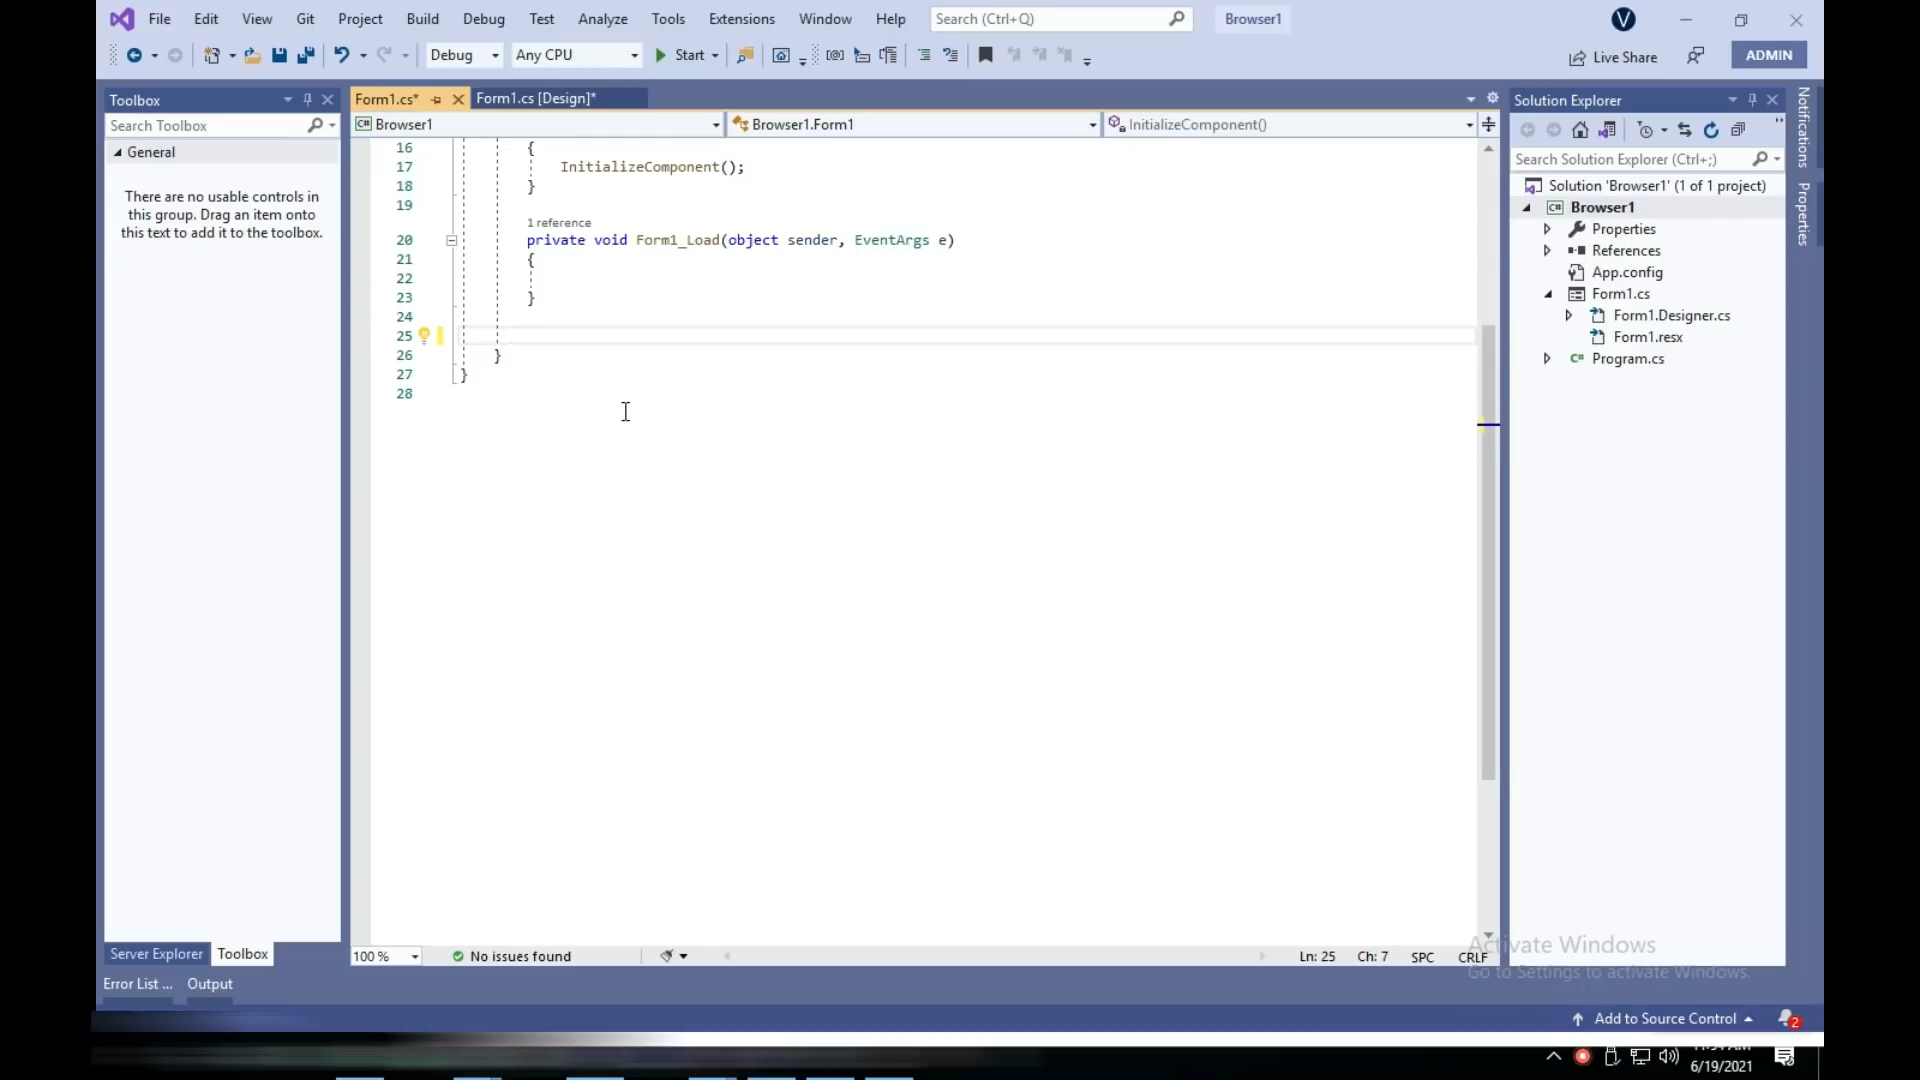 File Edit View Git Project Build Debug Test Analyze Tools Extensions Window Help Search (Ctrl+Q) Browser1 V
Debug Any CPU Start Live Share ADMIN
Toolbox
Search Toolbox
General
There are no usable controls in
this group. Drag an item onto
this text to add it to the toolbox.
Server Explorer Toolbox
Error List ... Output
Form1.cs* Form1.cs [Design]*
C# Browser1 Browser1.Form1 InitializeComponent()
16 {
17 InitializeComponent();
18 }
19
1 reference
20 private void Form1_Load(object sender, EventArgs e)
21 {
22
23 }
24
25
26 }
27 }
28
100 % No issues found Ln: 25 Ch: 7 SPC CRLF
Solution Explorer
Search Solution Explorer (Ctrl+;)
Solution 'Browser1' (1 of 1 project)
C# Browser1
Properties
References
App.config
Form1.cs
Form1.Designer.cs
Form1.resx
C# Program.cs
Notifications
Properties
Activate Windows
Go to Settings to activate Windows.
Add to Source Control 2
6/19/2021